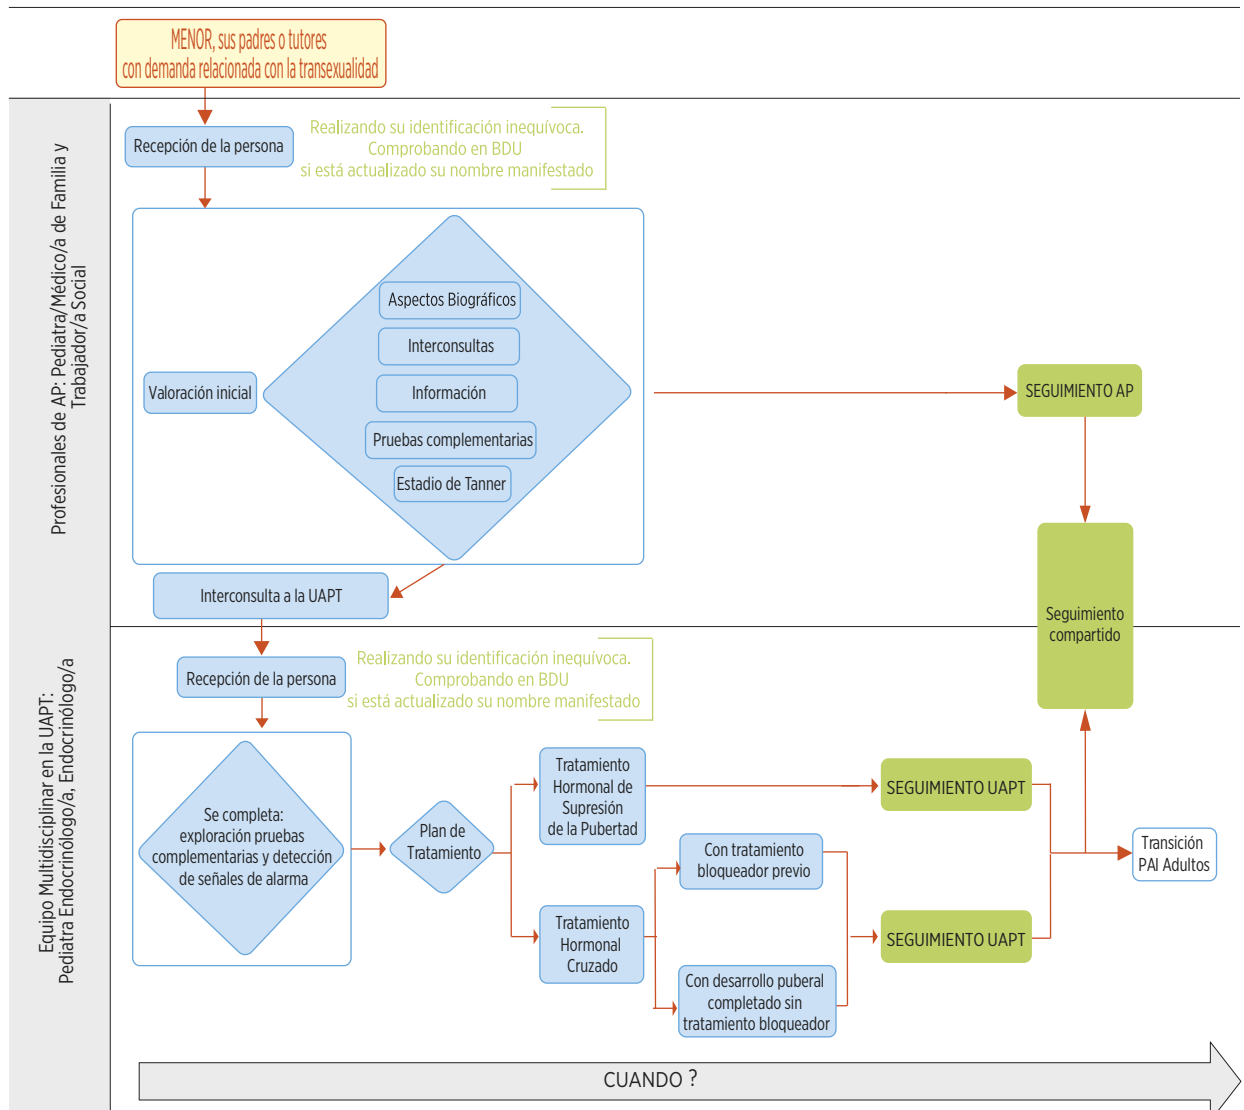 MENOR, sus padres o tutores
con demanda relacionada con la transexualidad
Profesionales de AP: Pediatra/Médico/a de Familia y
Trabajador/a Social
Recepción de la persona
Realizando su identificación inequívoca.
Comprobando en BDU
si está actualizado su nombre manifestado
Valoración inicial
Aspectos Biográficos
Interconsultas
Información
Pruebas complementarias
Estadio de Tanner
SEGUIMIENTO AP
Interconsulta a la UAPT
Seguimiento
compartido
Equipo Multidisciplinar en la UAPT:
Pediatra Endocrinólogo/a, Endocrinólogo/a
Recepción de la persona
Realizando su identificación inequívoca.
Comprobando en BDU
si está actualizado su nombre manifestado
Se completa:
exploración pruebas
complementarias y detección
de señales de alarma
Plan de
Tratamiento
Tratamiento
Hormonal de
Supresión
de la Pubertad
SEGUIMIENTO UAPT
Tratamiento
Hormonal
Cruzado
Con tratamiento
bloqueador previo
Con desarrollo puberal
completado sin
tratamiento bloqueador
SEGUIMIENTO UAPT
Transición
PAI Adultos
CUANDO ?